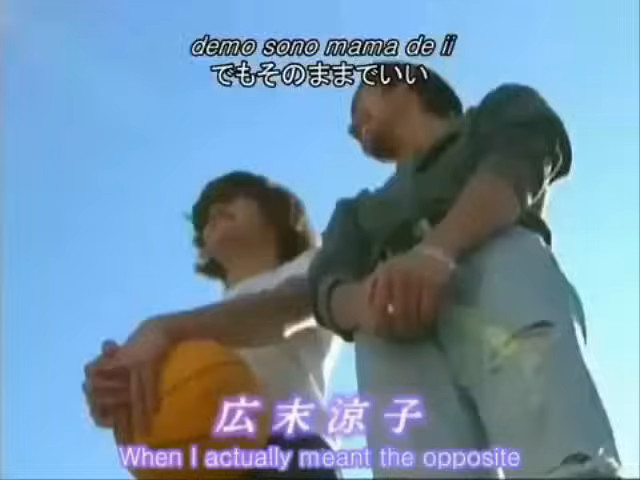 demo sono mama de ii
でもそのままでいい
広末涼子
When I actually meant the opposite